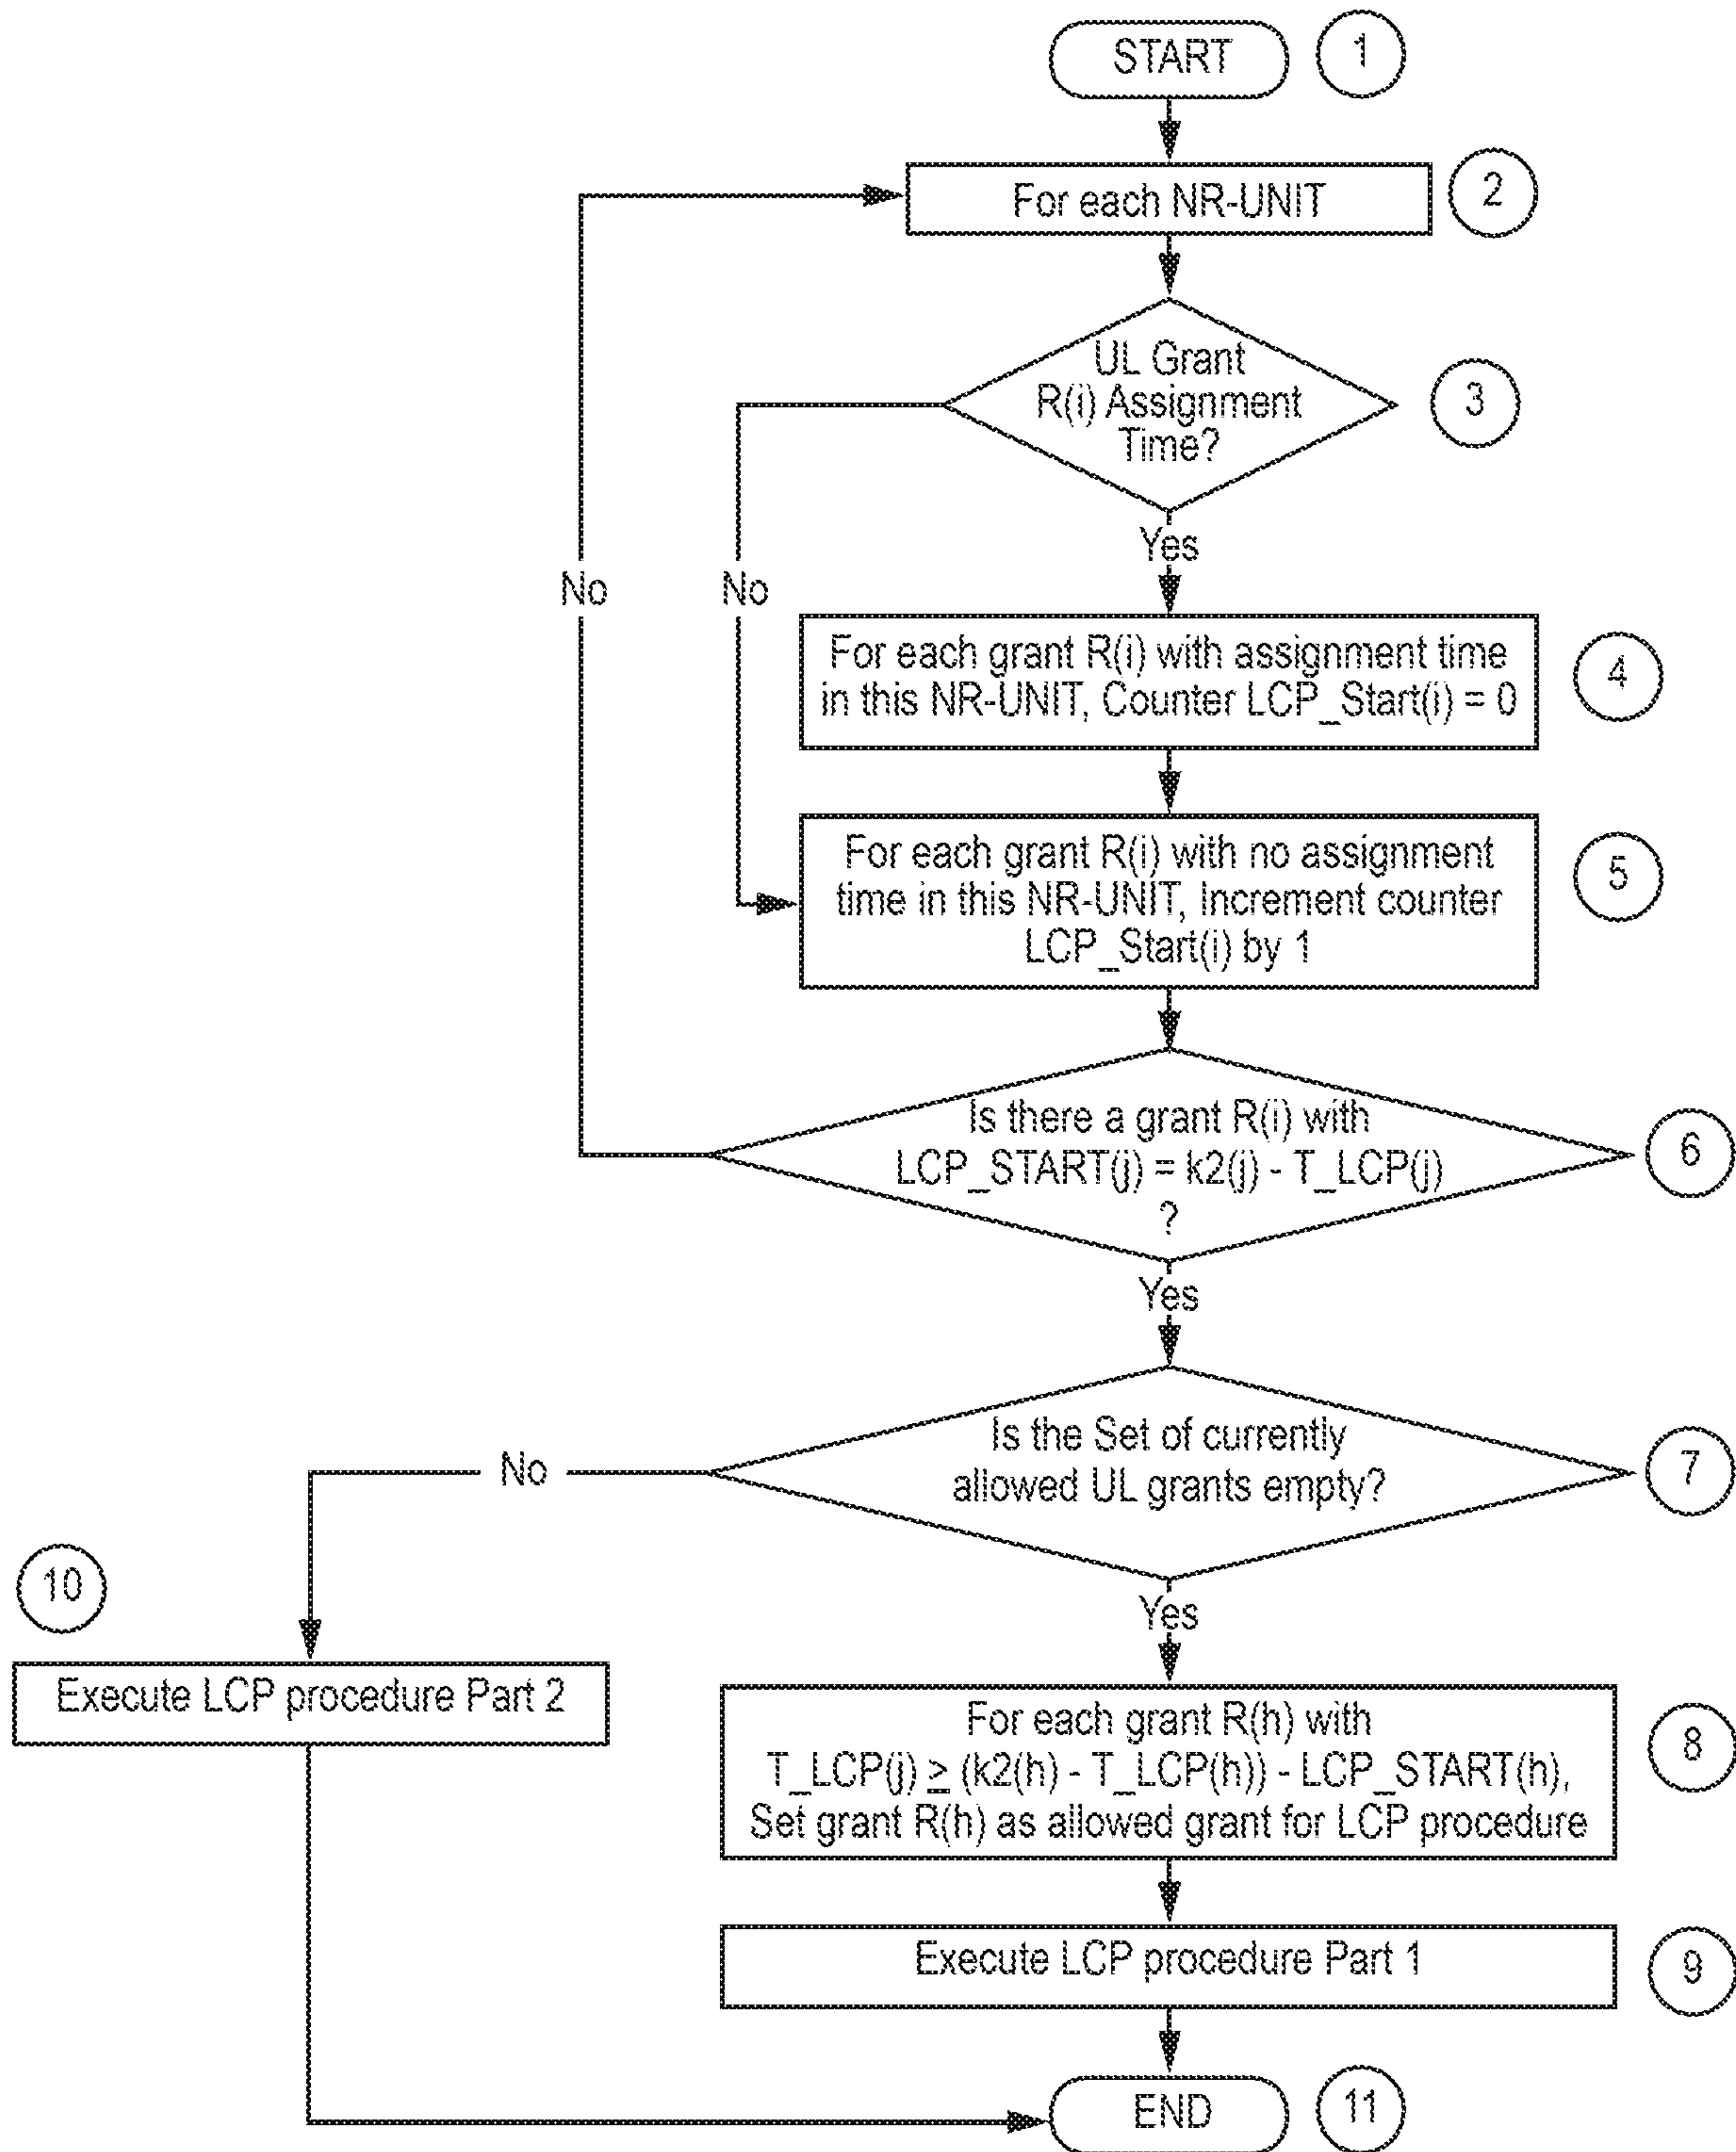 START
1
For each NR-UNIT
2
UL Grant
R(i) Assignment
Time?
3
Yes
No
No
For each grant R(i) with assignment time
in this NR-UNIT, Counter LCP_Start(i) = 0
4
For each grant R(i) with no assignment
time in this NR-UNIT, Increment counter
LCP_Start(i) by 1
5
Is there a grant R(i) with
LCP_START(j) = k2(j) - T_LCP(j)
?
6
Yes
Is the Set of currently
allowed UL grants empty?
7
No
Yes
10
Execute LCP procedure Part 2
For each grant R(h) with
T_LCP(j) ≥ (k2(h) - T_LCP(h)) - LCP_START(h),
Set grant R(h) as allowed grant for LCP procedure
8
Execute LCP procedure Part 1
9
END
11